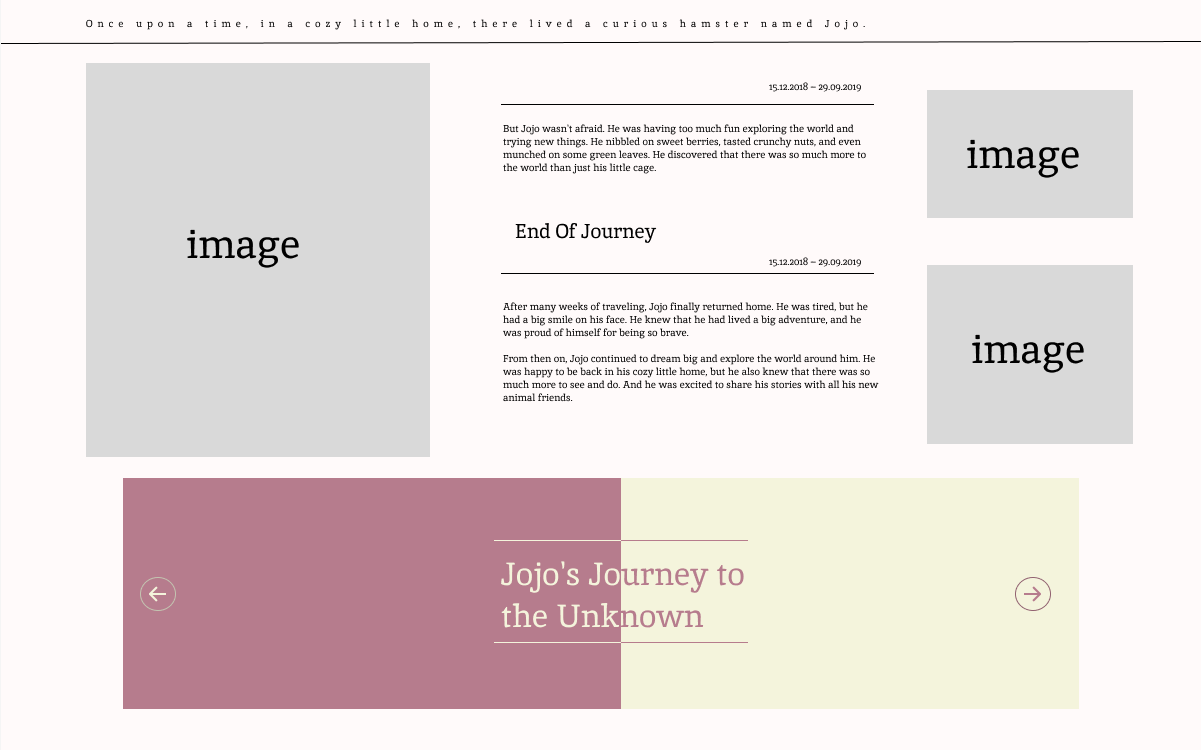 Once upon a time, in a cozy little home, there lived a curious hamster named Jojo.
image
15.12.2018 – 29.09.2019
But Jojo wasn't afraid. He was having too much fun exploring the world and
trying new things. He nibbled on sweet berries, tasted crunchy nuts, and even
munched on some green leaves. He discovered that there was so much more to
the world than just his little cage.
End Of Journey
15.12.2018 – 29.09.2019
After many weeks of traveling, Jojo finally returned home. He was tired, but he
had a big smile on his face. He knew that he had lived a big adventure, and he
was proud of himself for being so brave.
From then on, Jojo continued to dream big and explore the world around him. He
was happy to be back in his cozy little home, but he also knew that there was so
much more to see and do. And he was excited to share his stories with all his new
animal friends.
image
image
Jojo's Journey to
the Unknown